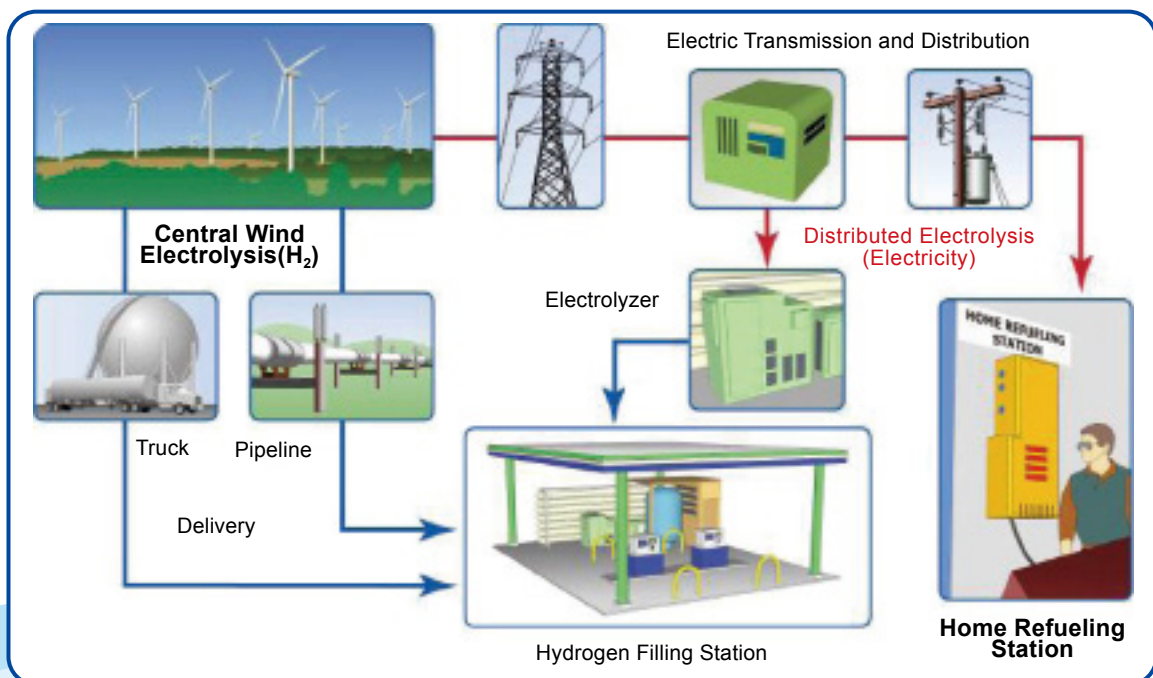 Electric Transmission and Distribution
Central Wind
Electrolysis(H₂)
Distributed Electrolysis
(Electricity)
Electrolyzer
HOME REFUELING
STATION
Truck
Pipeline
Delivery
Hydrogen Filling Station
Home Refueling
Station